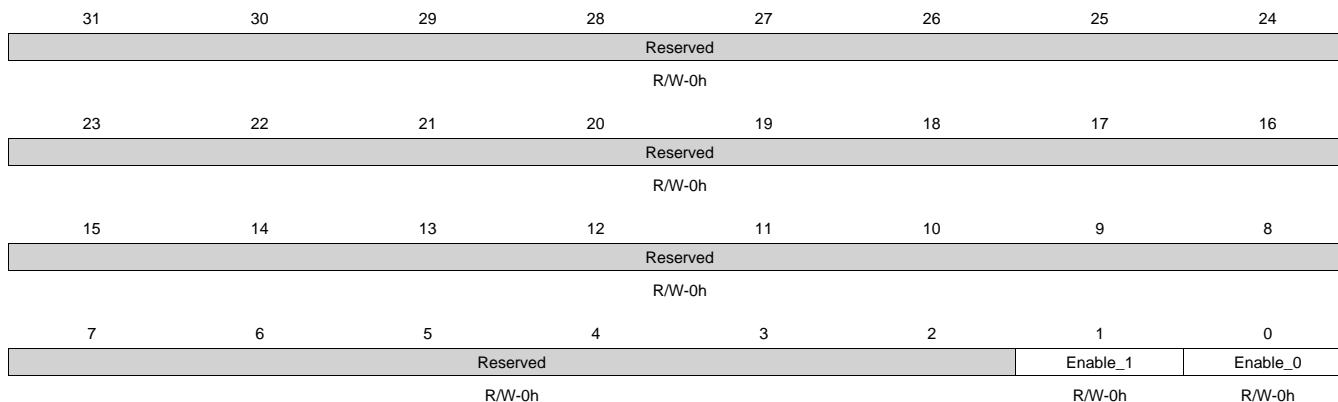 31 30 29 28 27 26 25 24
Reserved
R/W-0h
23 22 21 20 19 18 17 16
Reserved
R/W-0h
15 14 13 12 11 10 9 8
Reserved
R/W-0h
7 6 5 4 3 2 1 0
Reserved Enable_1 Enable_0
R/W-0h R/W-0h R/W-0h